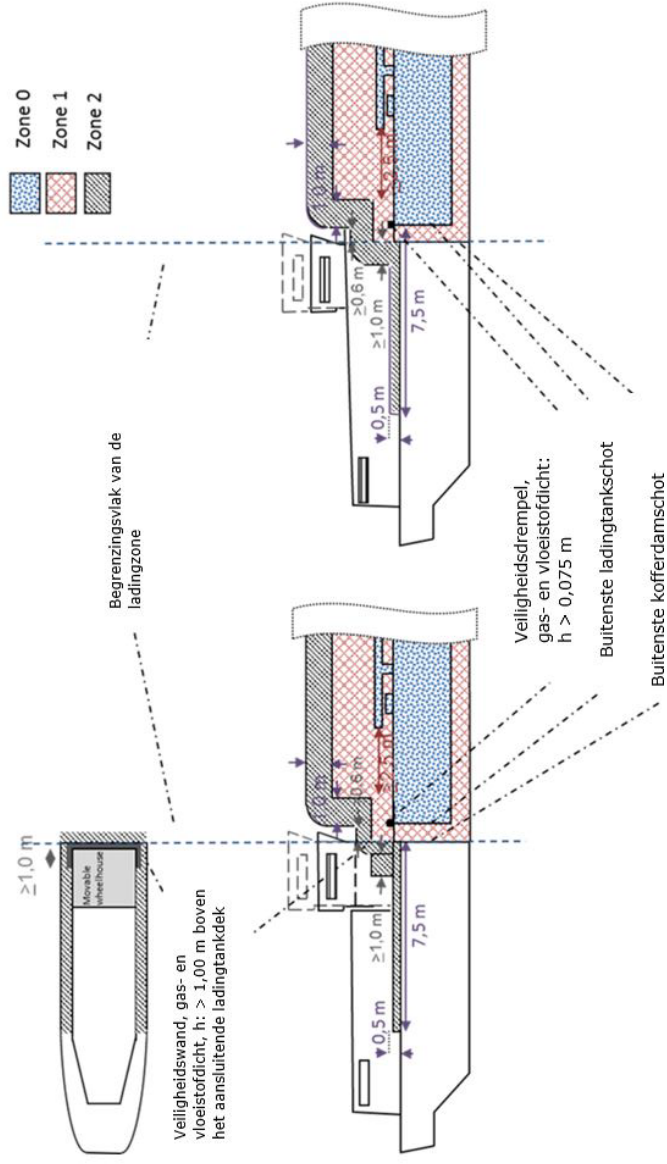 Zone 0
Zone 1
Zone 2
≥1,0 m
Movable
wheelhouse
Begrenzingsvlak van de
ladingzone
Veiligheidswand, gas- en
vloeistofdicht, h: > 1,00 m boven
het aansluitende ladingtankdek
1,0 m
≥0,6 m
≥1,0 m
≥2,5 m
0,5 m
7,5 m
,0 m
0,6 m
≥1,0 m
≥2,5 m
0,5 m
7,5 m
Veiligheidsdrempel,
gas- en vloeistofdicht:
h > 0,075 m
Buitenste ladingtankschot
Buitenste kofferdamschot